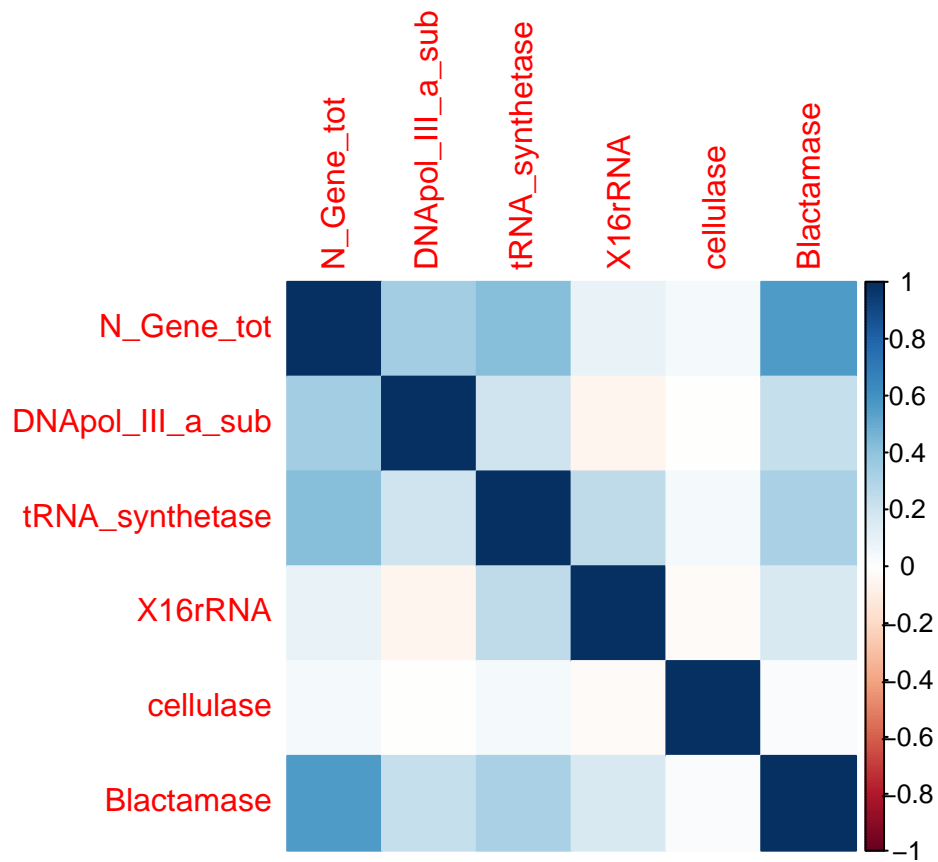 N_Gene_tot
DNApol_III_a_sub
tRNA_synthetase
X16rRNA
cellulase
Blactamase
N_Gene_tot
DNApol_III_a_sub
tRNA_synthetase
X16rRNA
cellulase
Blactamase
1
0.8
0.6
0.4
0.2
0
−0.2
−0.4
−0.6
−0.8
−1